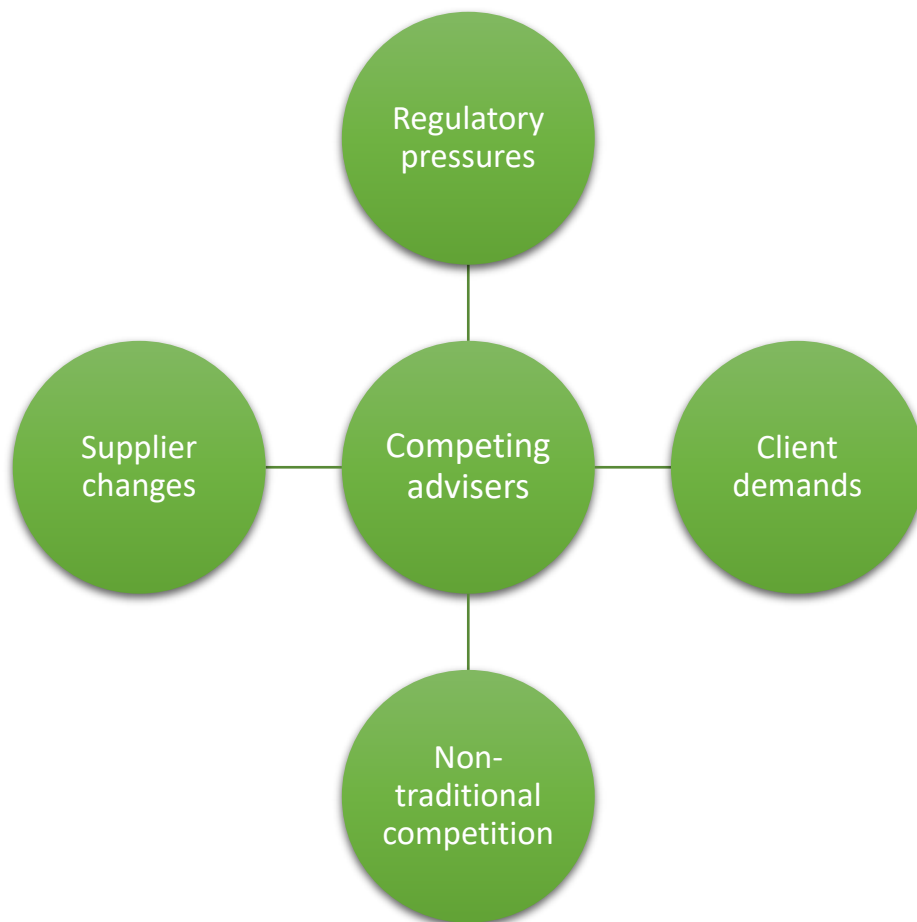 Regulatory
pressures
Supplier
changes
Competing
advisers
Client
demands
Non-
traditional
competition